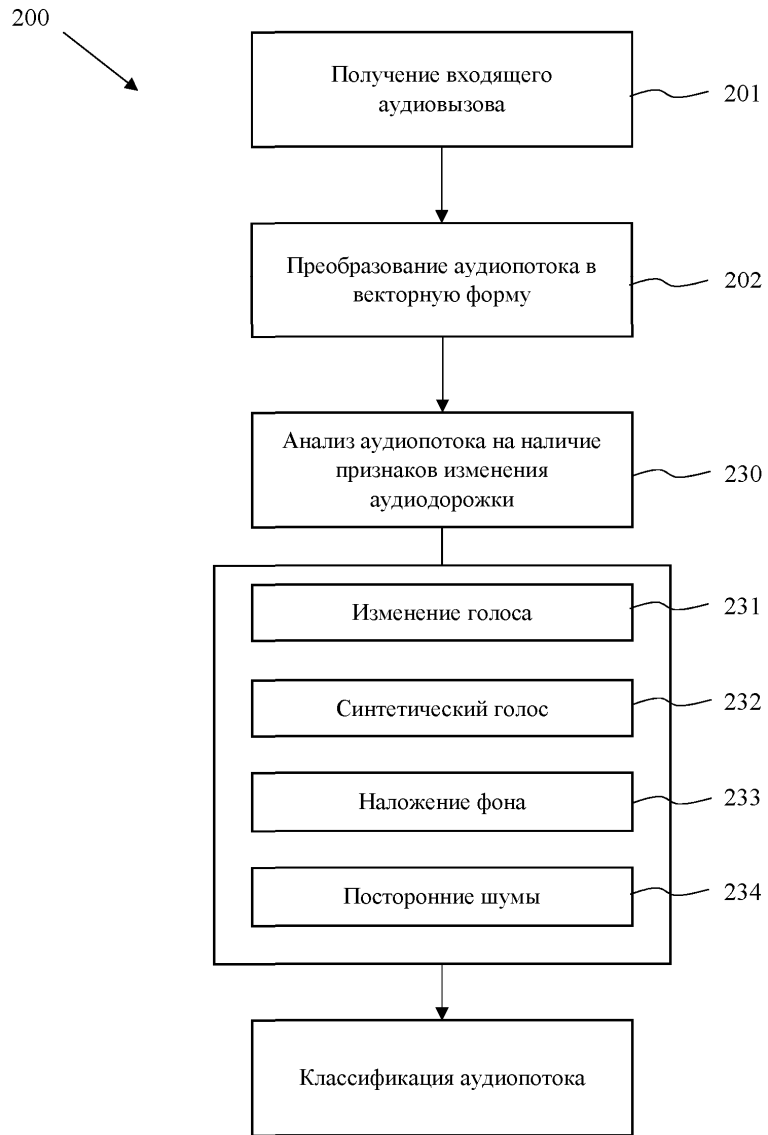 200
Получение входящего
аудиовызова
201
Преобразование аудиопотока в
векторную форму
202
Анализ аудиопотока на наличие
признаков изменения
аудиодорожки
230
Изменение голоса
231
Синтетический голос
232
Наложение фона
233
Посторонние шумы
234
Классификация аудиопотока